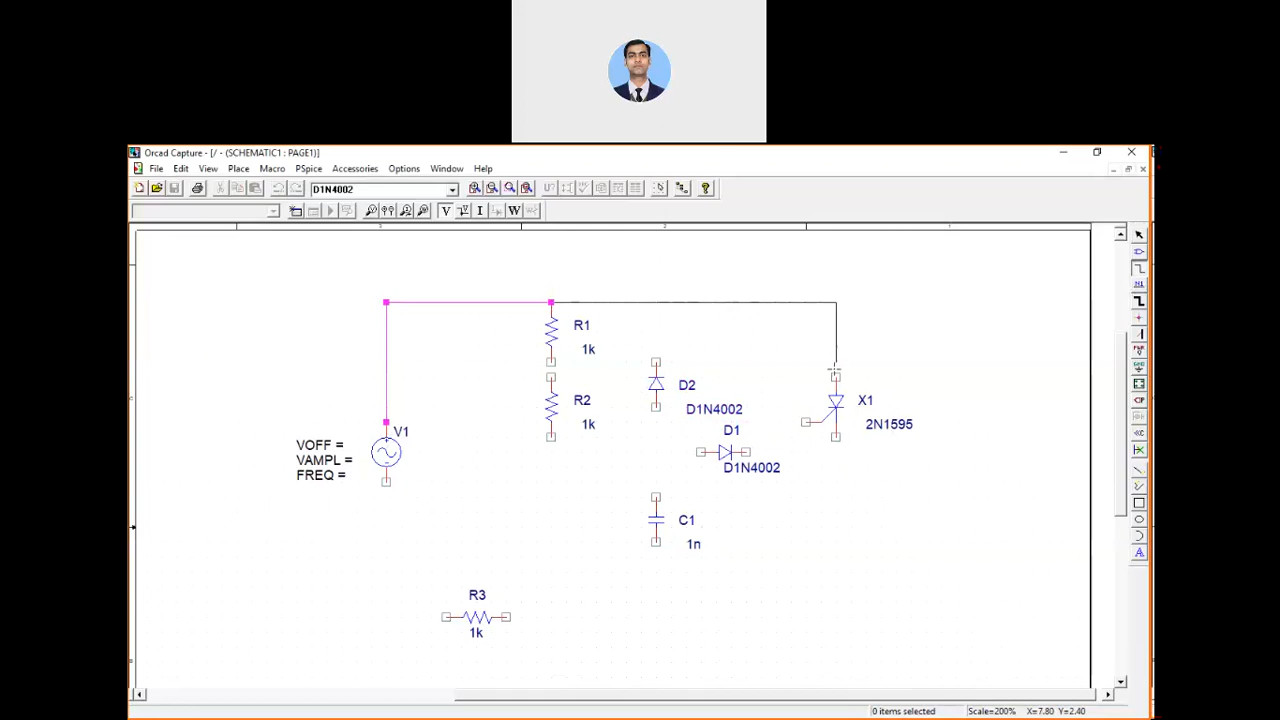 Orcad Capture - [/ - (SCHEMATIC1 : PAGE1)]
File Edit View Place Macro PSpice Accessories Options Window Help
D1N4002
U?
V I W
N1
R1
1k
R2
1k
D2
D1N4002
D1
D1N4002
X1
2N1595
V1
VOFF =
VAMPL =
FREQ =
C1
1n
R3
1k
0 items selected Scale=200% X=7.80 Y=2.40